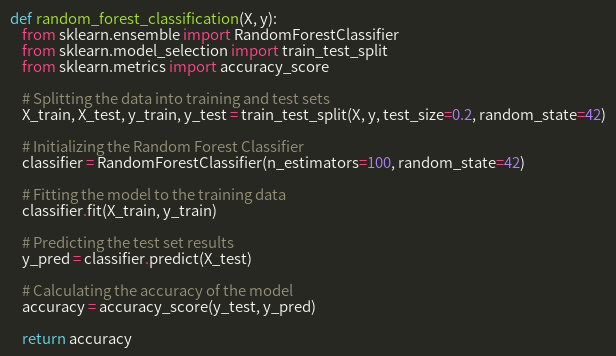 def random_forest_classification(X, y):
    from sklearn.ensemble import RandomForestClassifier
    from sklearn.model_selection import train_test_split
    from sklearn.metrics import accuracy_score

    # Splitting the data into training and test sets
    X_train, X_test, y_train, y_test = train_test_split(X, y, test_size=0.2, random_state=42)

    # Initializing the Random Forest Classifier
    classifier = RandomForestClassifier(n_estimators=100, random_state=42)

    # Fitting the model to the training data
    classifier.fit(X_train, y_train)

    # Predicting the test set results
    y_pred = classifier.predict(X_test)

    # Calculating the accuracy of the model
    accuracy = accuracy_score(y_test, y_pred)

    return accuracy